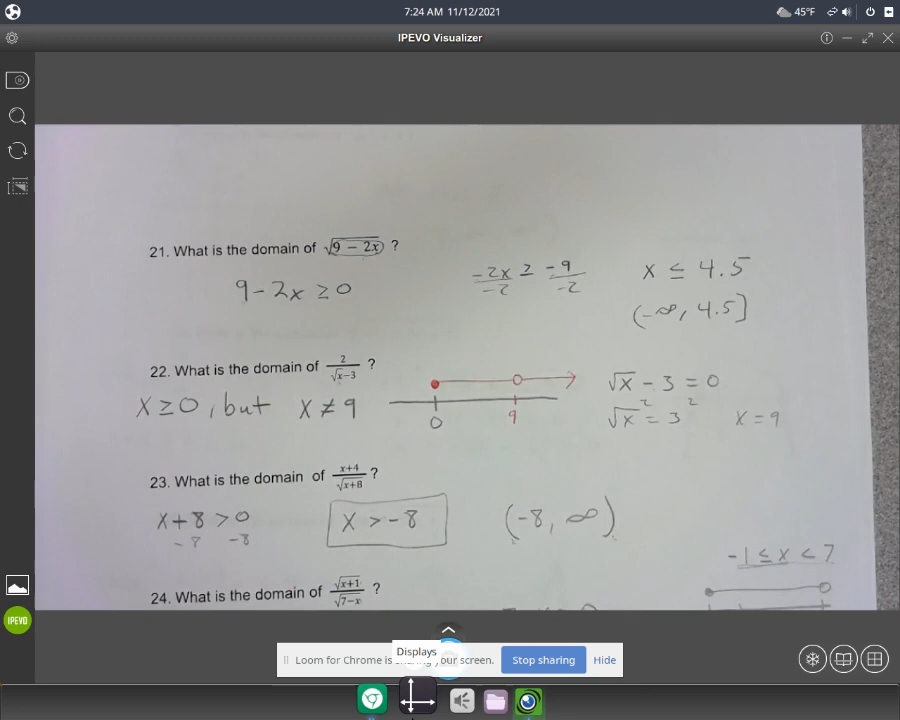 7:24 AM 11/12/2021
45°F
IPEVO Visualizer
21. What is the domain of √(9 − 2x) ?
9 - 2x ≥ 0
-2x/-2 ≥ -9/-2
x ≤ 4.5
(-∞, 4.5]
22. What is the domain of 2/(√x−3) ?
x ≥ 0, but x ≠ 9
0 9
√x - 3 = 0
√x² = 3²
x = 9
23. What is the domain of (x+4)/√(x+8) ?
x + 8 > 0
-8 -8
x > -8
(-8, ∞)
-1 ≤ x < 7
24. What is the domain of √(x+1)/√(7−x) ?
IPEVO
Displays
Loom for Chrome is sharing your screen.
Stop sharing
Hide